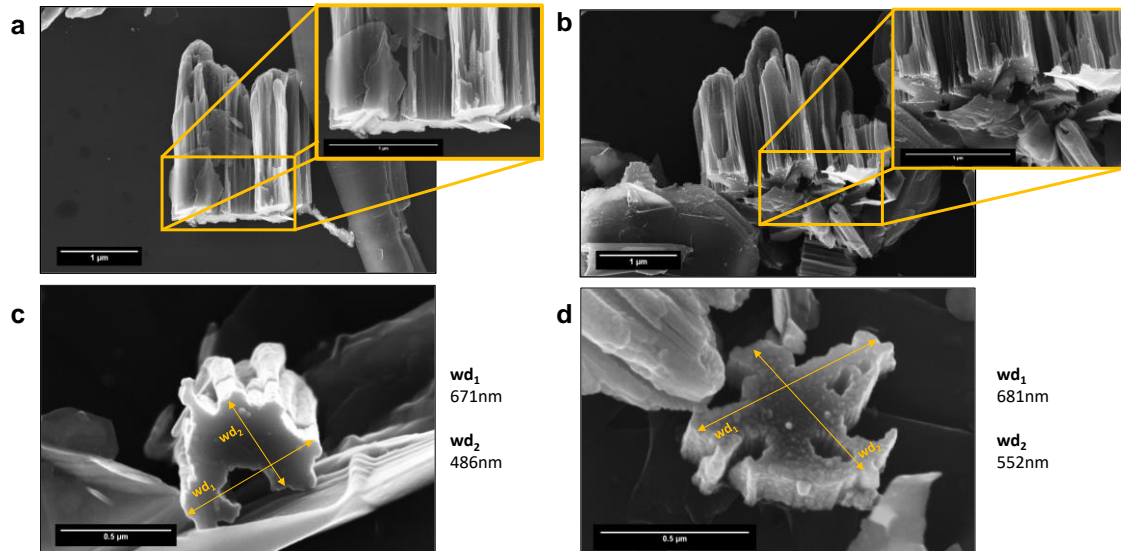 a
1 µm
1 µm
b
1 µm
1 µm
c
wd₂
wd₁
0.5 µm
wd₁
671nm
wd₂
486nm
d
wd₁
wd₂
0.5 µm
wd₁
681nm
wd₂
552nm